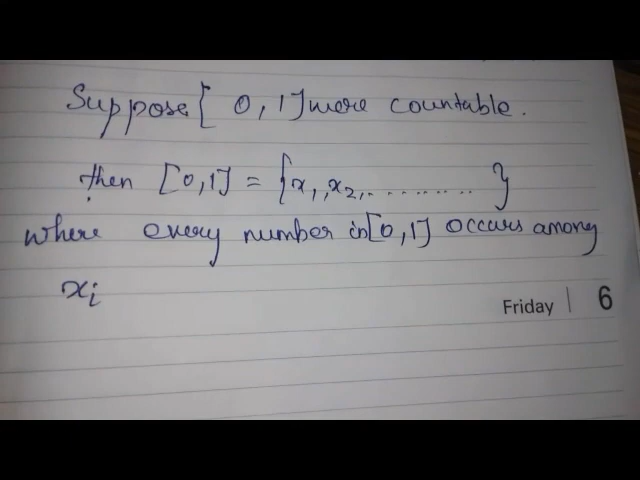 Suppose [ 0, 1] were countable.
then [0,1] = {x₁, x₂, .......... }
where every number in [0,1] occurs among
xᵢ
Friday | 6